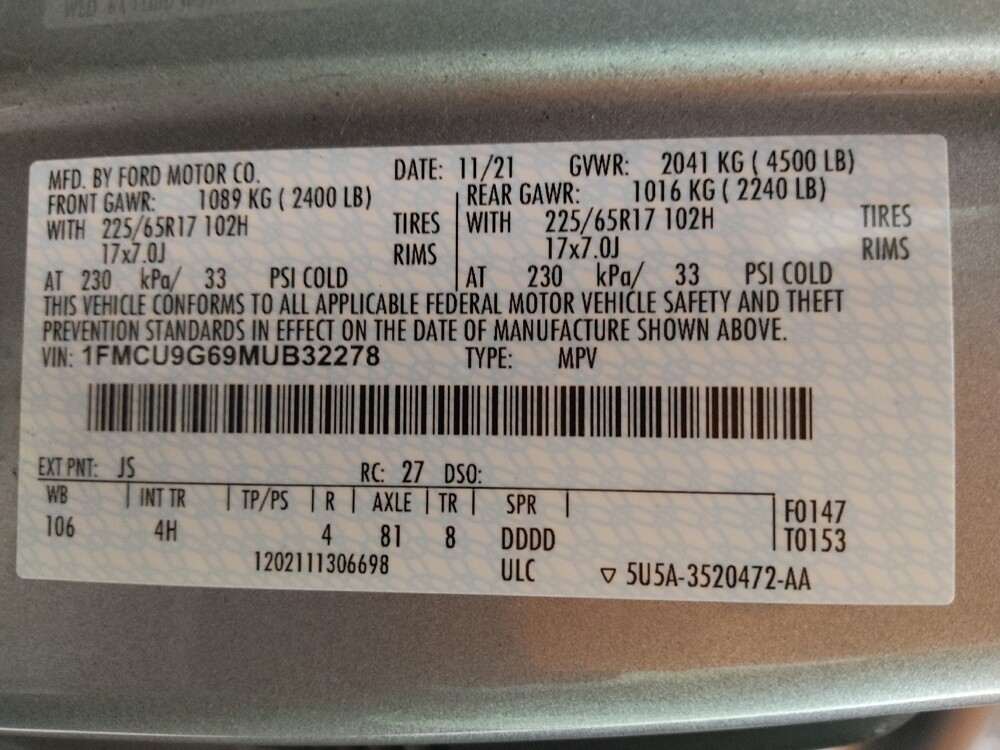 MFD. BY FORD MOTOR CO. DATE: 11/21 GVWR: 2041 KG ( 4500 LB)
FRONT GAWR: 1089 KG ( 2400 LB) REAR GAWR: 1016 KG ( 2240 LB)
WITH 225/65R17 102H TIRES WITH 225/65R17 102H TIRES
17x7.0J RIMS 17x7.0J RIMS
AT 230 kPa/ 33 PSI COLD AT 230 kPa/ 33 PSI COLD
THIS VEHICLE CONFORMS TO ALL APPLICABLE FEDERAL MOTOR VEHICLE SAFETY AND THEFT
PREVENTION STANDARDS IN EFFECT ON THE DATE OF MANUFACTURE SHOWN ABOVE.
VIN: 1FMCU9G69MUB32278 TYPE: MPV
EXT PNT: JS RC: 27 DSO:
WB INT TR TP/PS R AXLE TR SPR F0147
106 4H 4 81 8 DDDD T0153
1202111306698 ULC ▽ 5U5A-3520472-AA